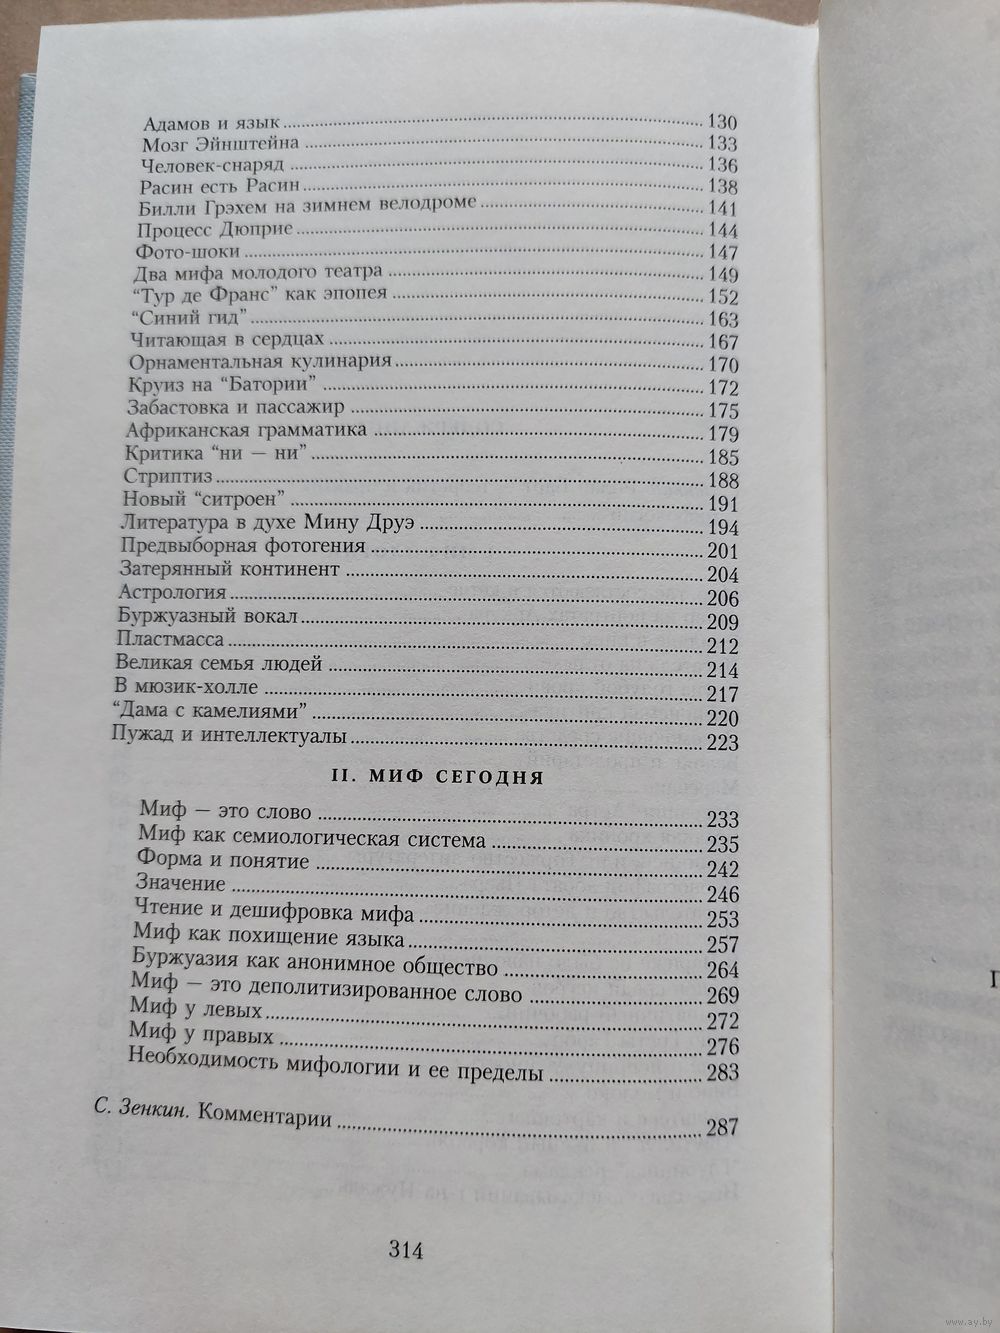 Адамов и язык 130
Мозг Эйнштейна 133
Человек-снаряд 136
Расин есть Расин 138
Билли Грэхем на зимнем велодроме 141
Процесс Дюприе 144
Фото-шоки 147
Два мифа молодого театра 149
“Тур де Франс” как эпопея 152
“Синий гид” 163
Читающая в сердцах 167
Орнаментальная кулинария 170
Круиз на “Батории” 172
Забастовка и пассажир 175
Африканская грамматика 179
Критика “ни — ни” 185
Стриптиз 188
Новый “ситроен” 191
Литература в духе Мину Друэ 194
Предвыборная фотогения 201
Затерянный континент 204
Астрология 206
Буржуазный вокал 209
Пластмасса 212
Великая семья людей 214
В мюзик-холле 217
“Дама с камелиями” 220
Пужад и интеллектуалы 223
II. МИФ СЕГОДНЯ
Миф — это слово 233
Миф как семиологическая система 235
Форма и понятие 242
Значение 246
Чтение и дешифровка мифа 253
Миф как похищение языка 257
Буржуазия как анонимное общество 264
Миф — это деполитизированное слово 269
Миф у левых 272
Миф у правых 276
Необходимость мифологии и ее пределы 283
С. Зенкин. Комментарии 287
314
www.ay.by